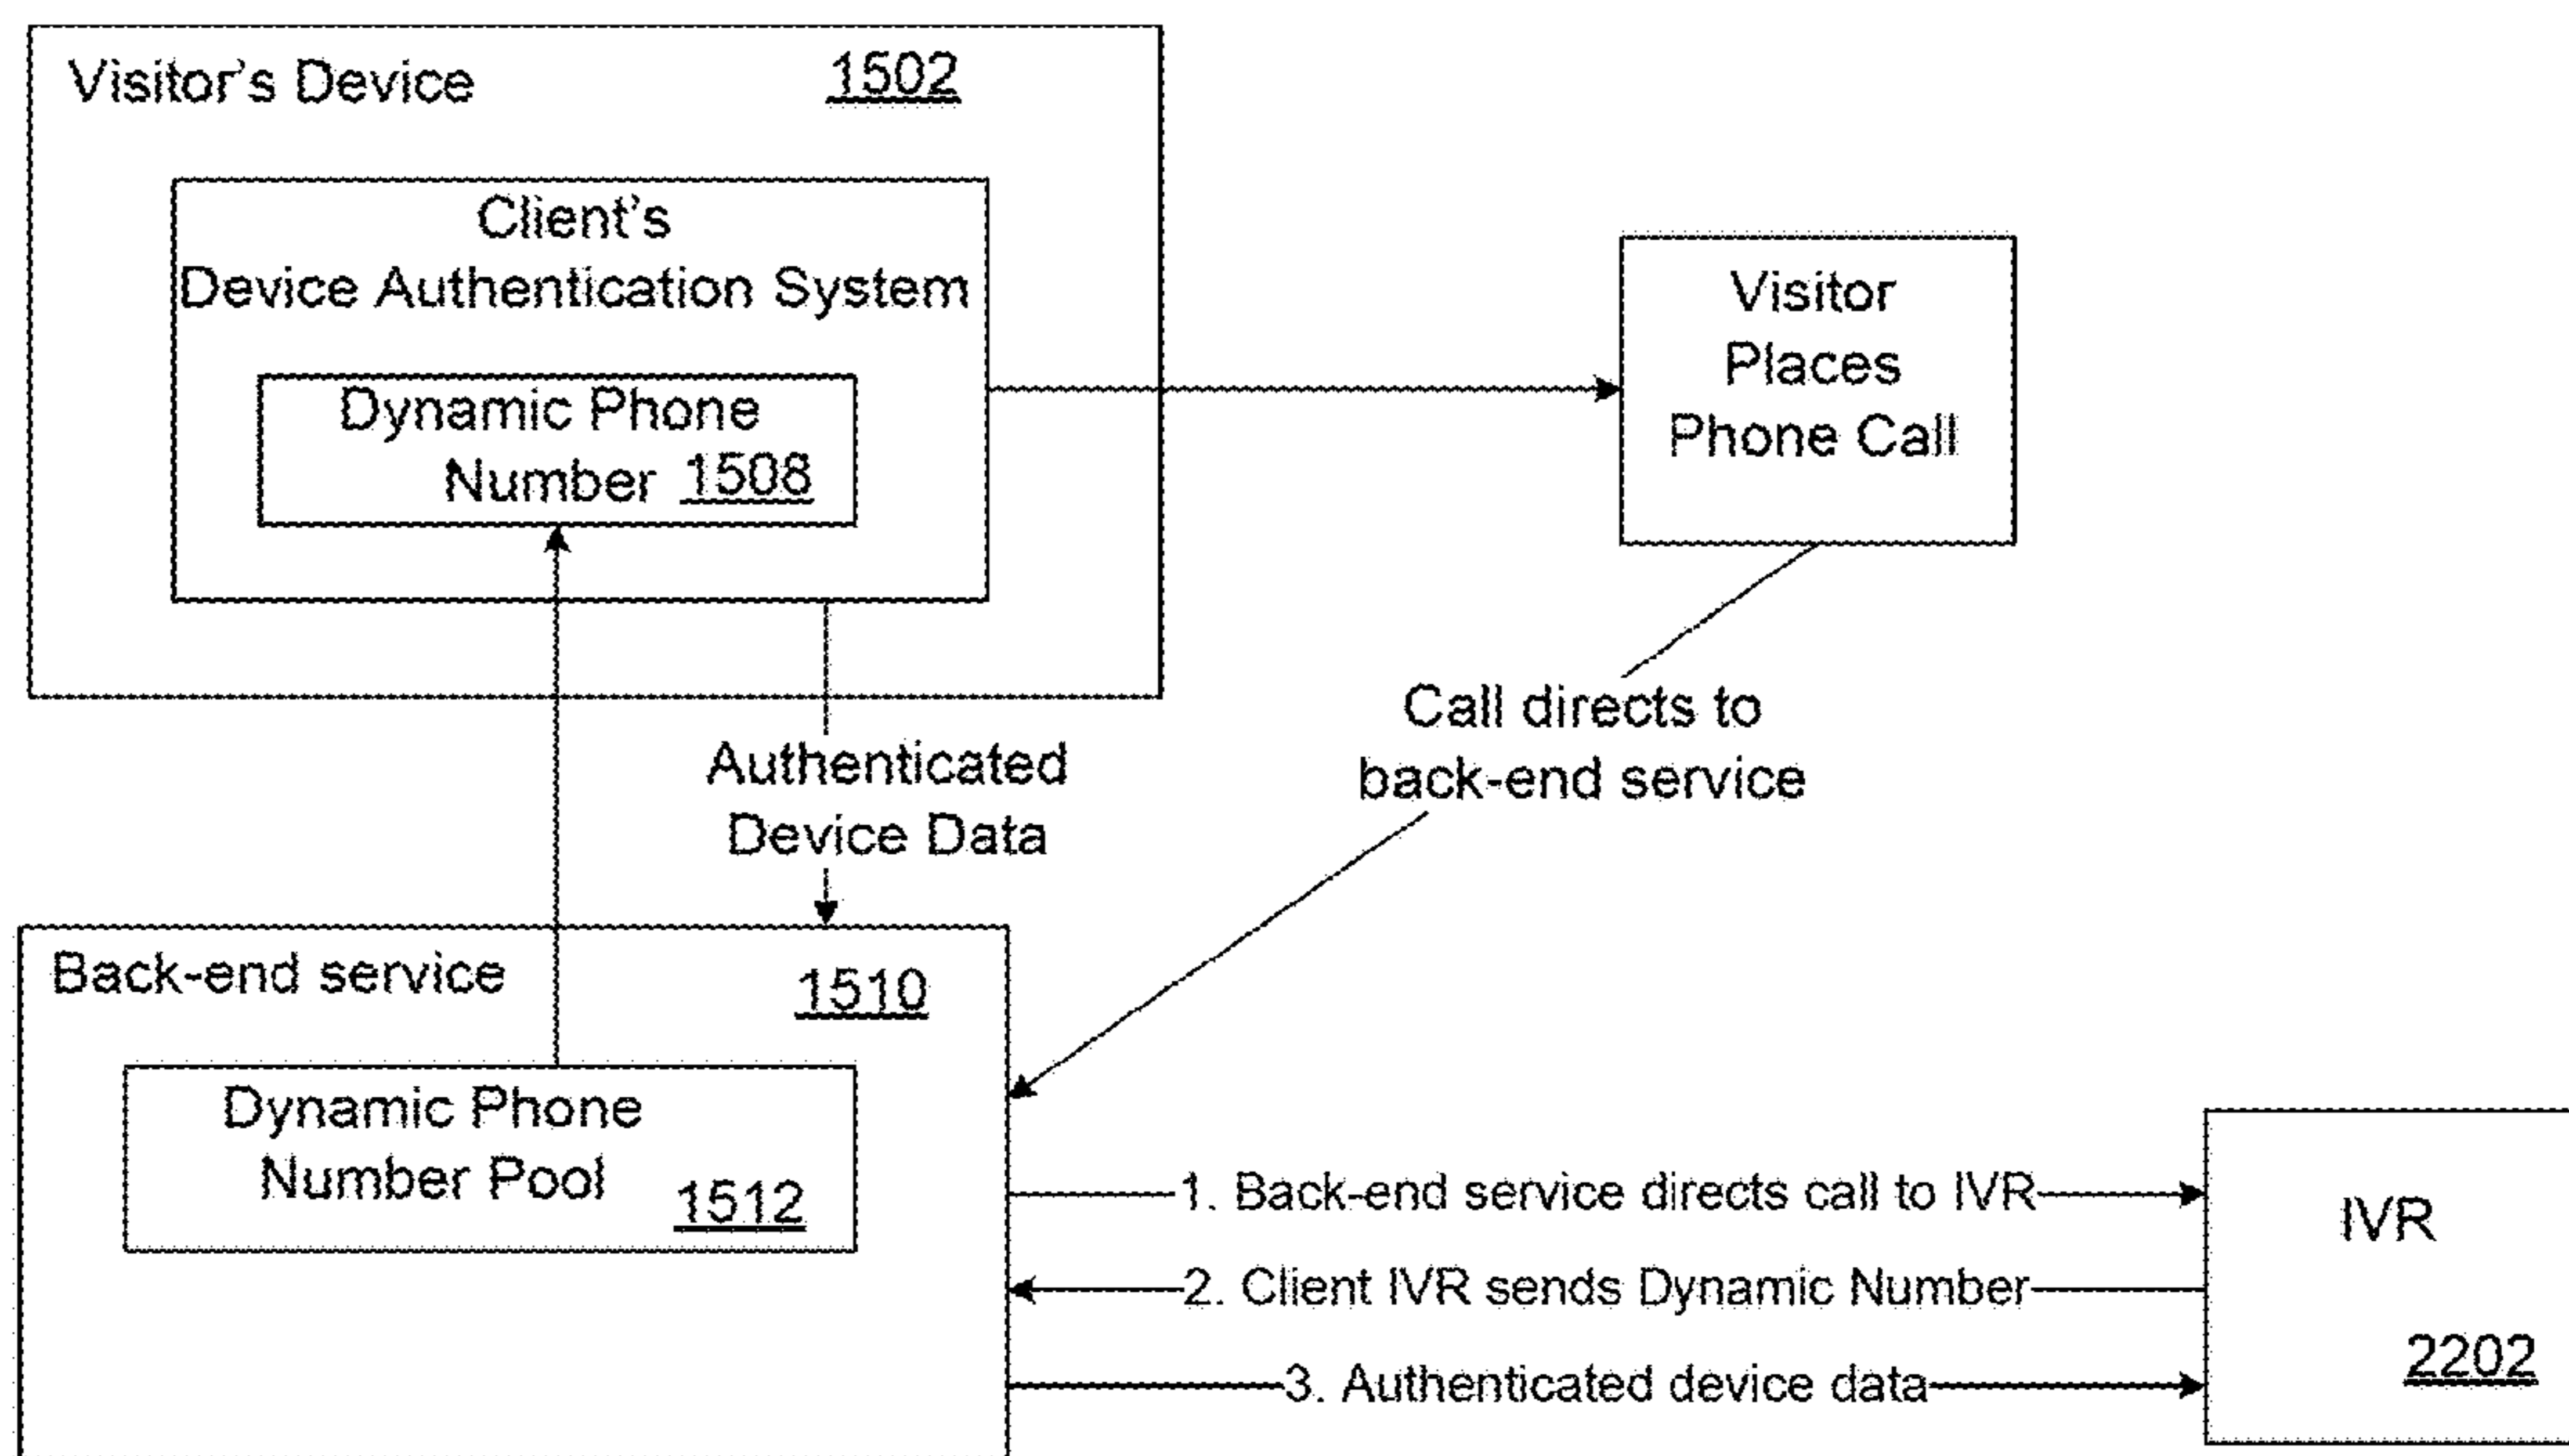 Visitor's Device 1502
Client's
Device Authentication System
Dynamic Phone
Number 1508
Visitor
Places
Phone Call
Call directs to
back-end service
Authenticated
Device Data
Back-end service 1510
Dynamic Phone
Number Pool 1512
1. Back-end service directs call to IVR
2. Client IVR sends Dynamic Number
3. Authenticated device data
IVR
2202